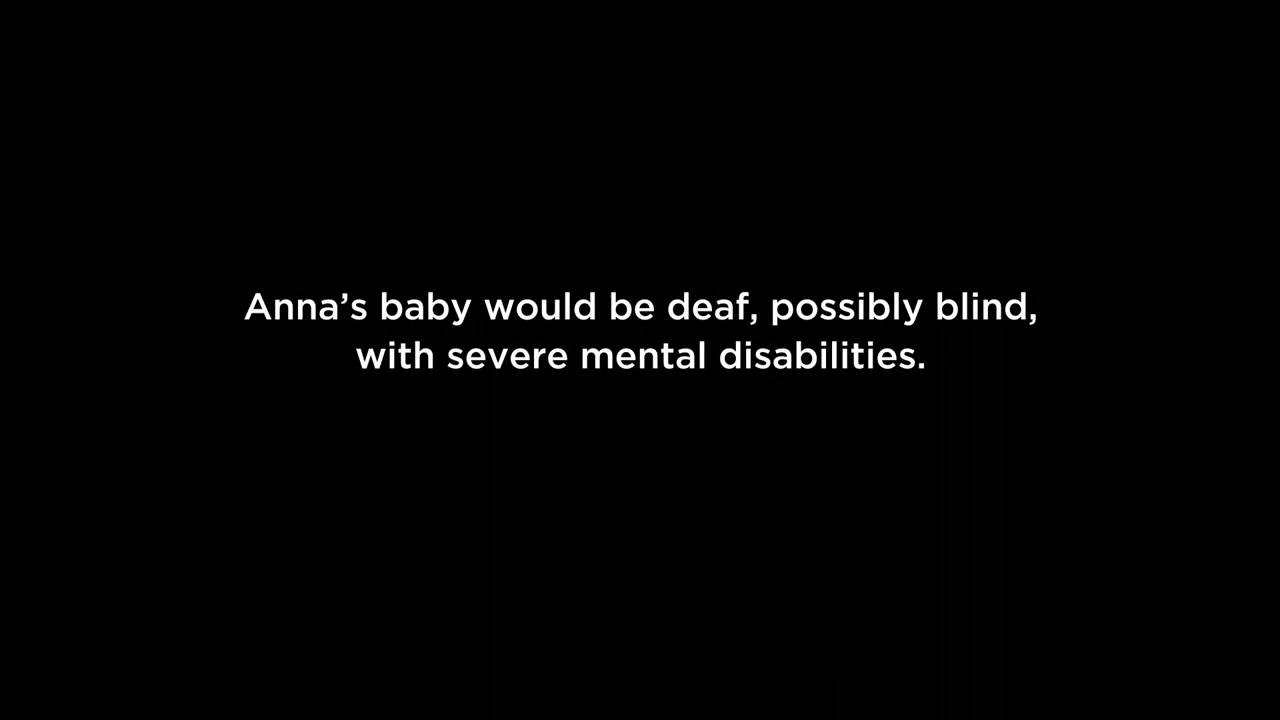 Anna’s baby would be deaf, possibly blind,
with severe mental disabilities.